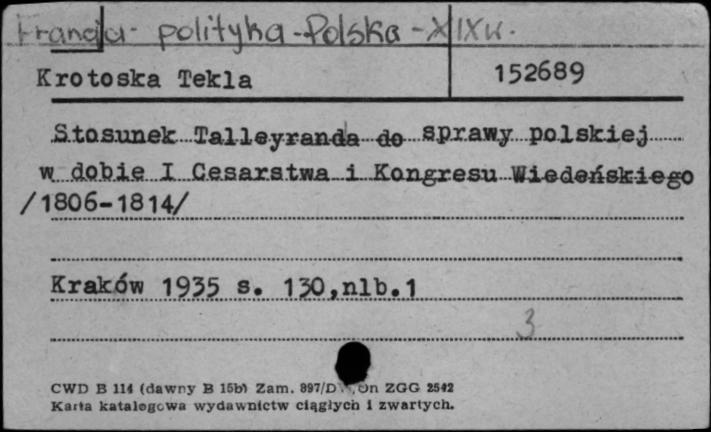 Francja - polityka - Polska - XIX w.
Krotoska Tekla 152689
Stosunek Talleyranda do sprawy polskiej
w dobie I Cesarstwa i Kongresu Wiedeńskiego
/1806-1814/
Kraków 1935 s. 130,nlb.1
3
CWD B 114 (dawny B 15b) Zam. 897/D ZGG 2542
Karta katalogowa wydawnictw ciągłych i zwartych.